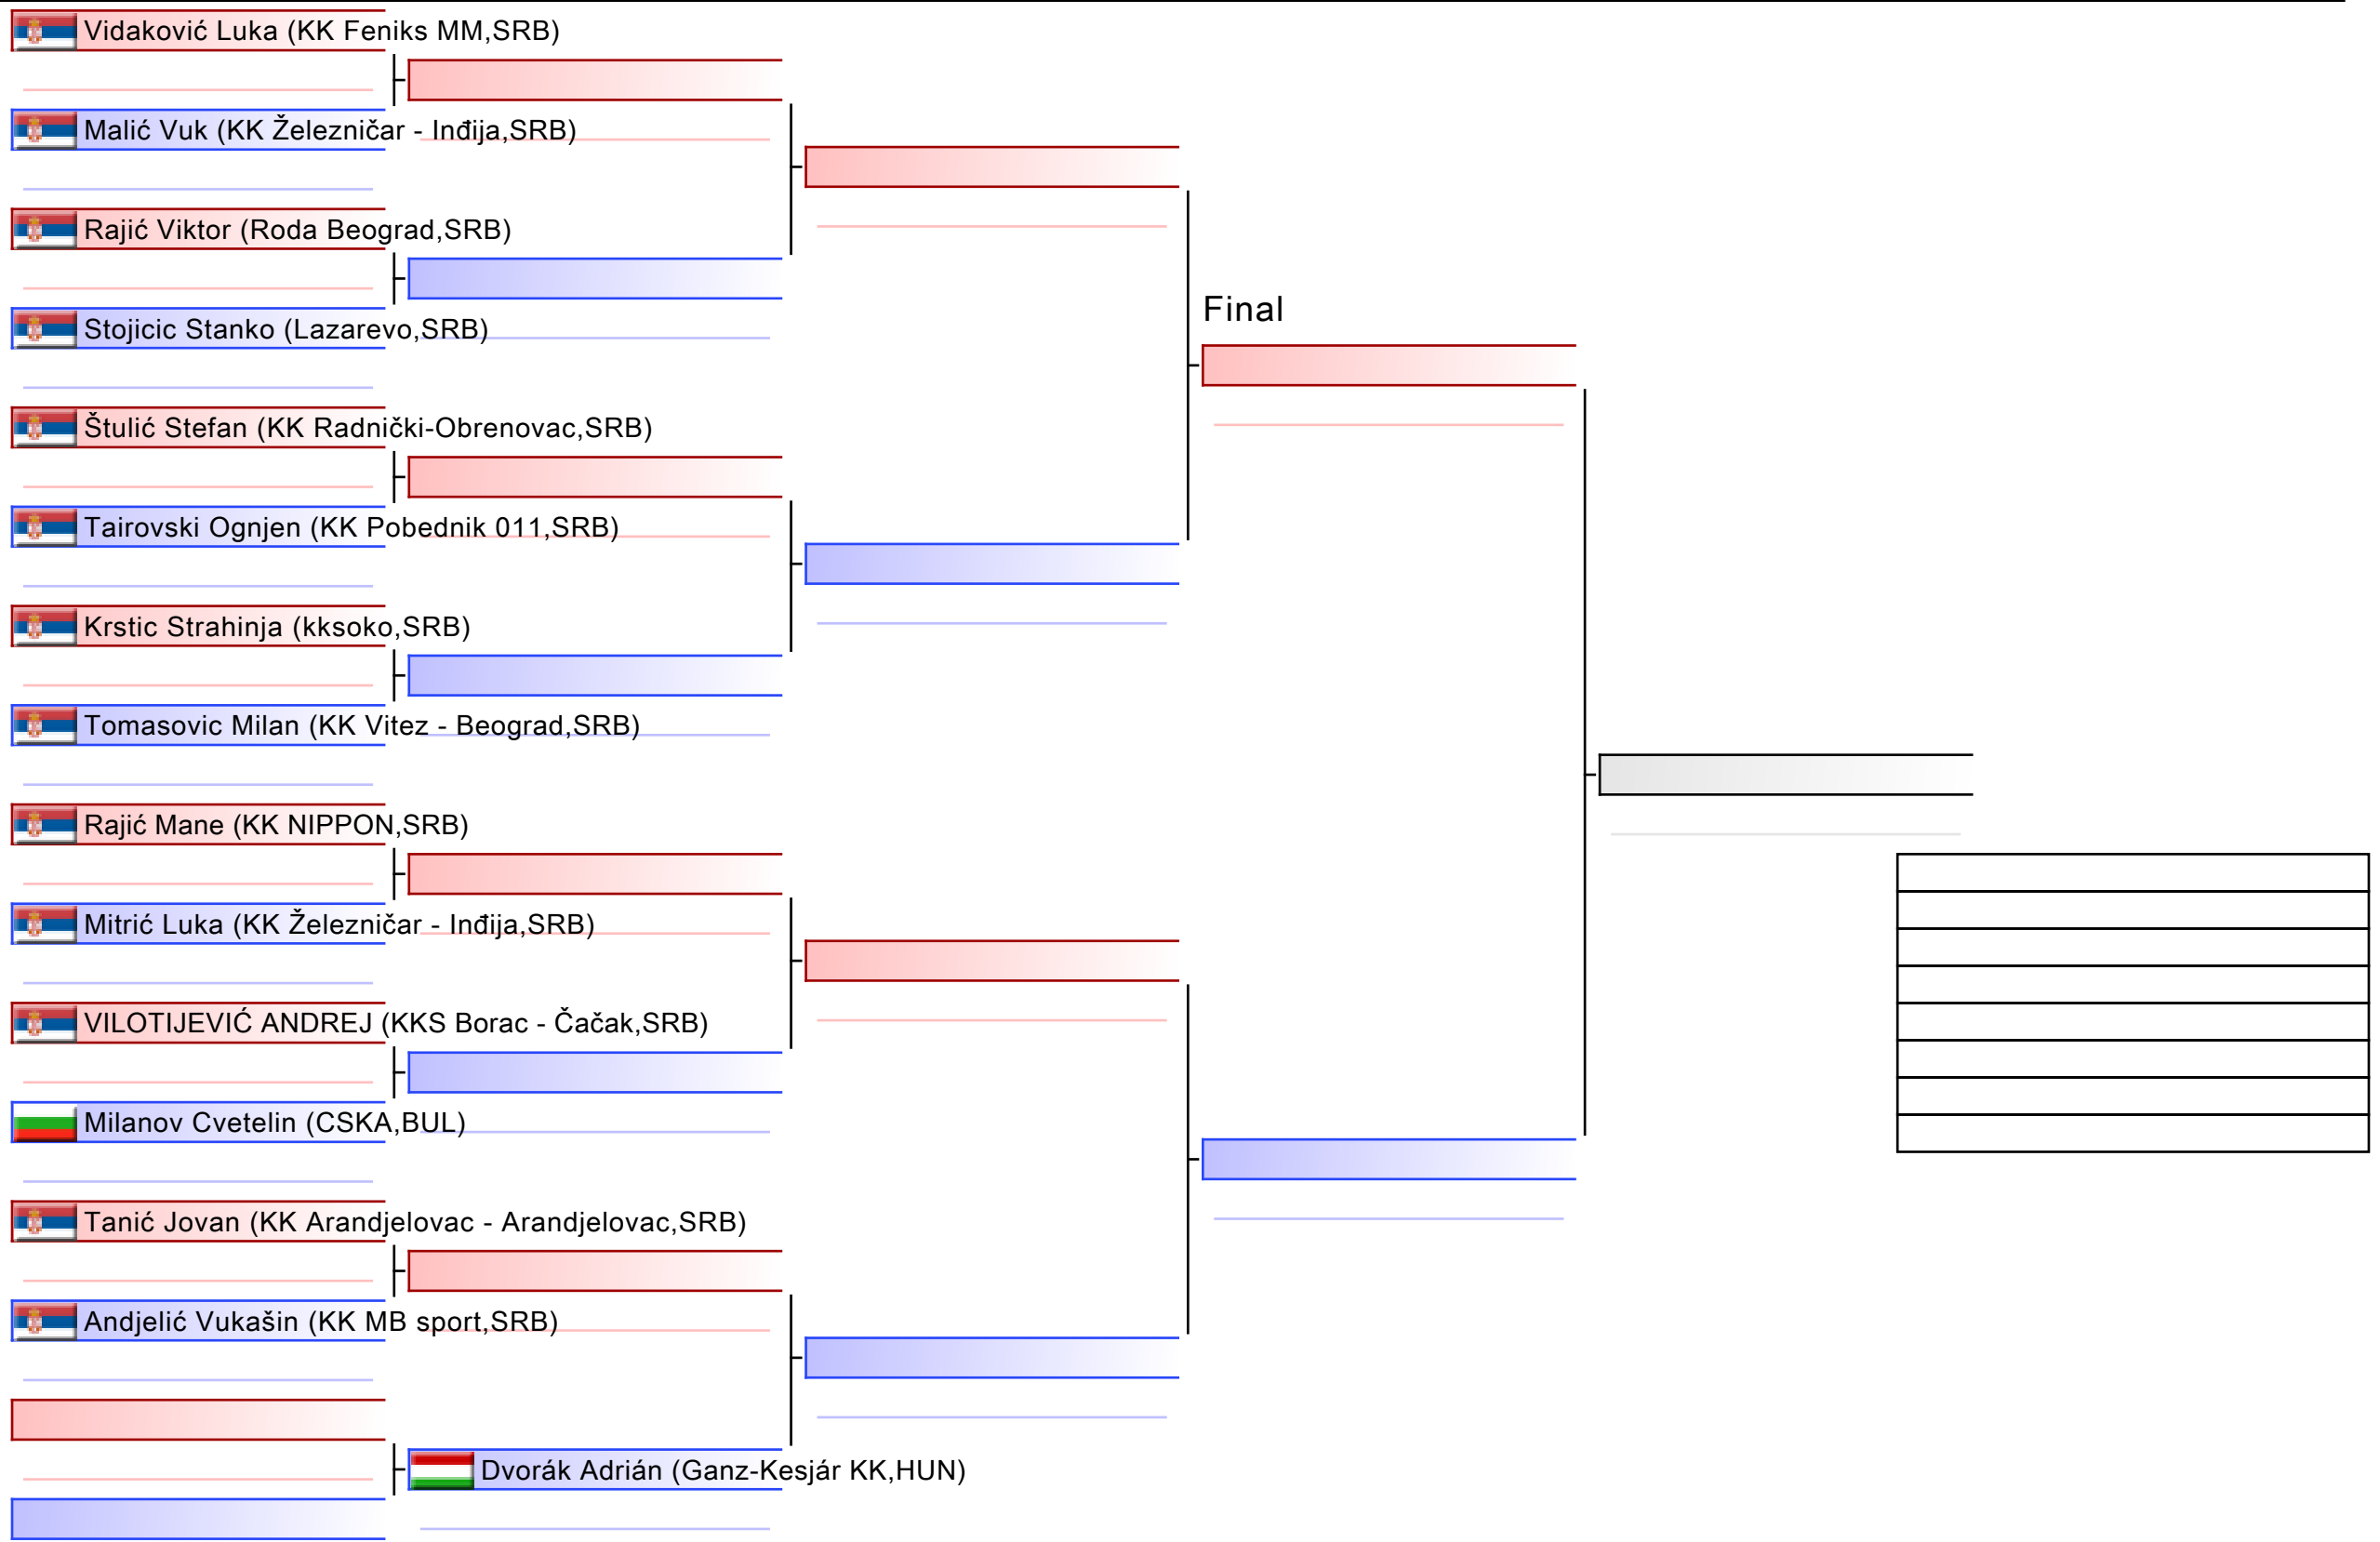 Vidaković Luka (KK Feniks MM,SRB)
Malić Vuk (KK Železničar - Inđija,SRB)
Rajić Viktor (Roda Beograd,SRB)
Final
Stojicic Stanko (Lazarevo,SRB)
Štulić Stefan (KK Radnički-Obrenovac,SRB)
Tairovski Ognjen (KK Pobednik 011,SRB)
Krstic Strahinja (kksoko,SRB)
Tomasovic Milan (KK Vitez - Beograd,SRB)
Rajić Mane (KK NIPPON,SRB)
Mitrić Luka (KK Železničar - Inđija,SRB)
VILOTIJEVIĆ ANDREJ (KKS Borac - Čačak,SRB)
Milanov Cvetelin (CSKA,BUL)
Tanić Jovan (KK Arandjelovac - Arandjelovac,SRB)
Andjelić Vukašin (KK MB sport,SRB)
Dvorák Adrián (Ganz-Kesjár KK,HUN)